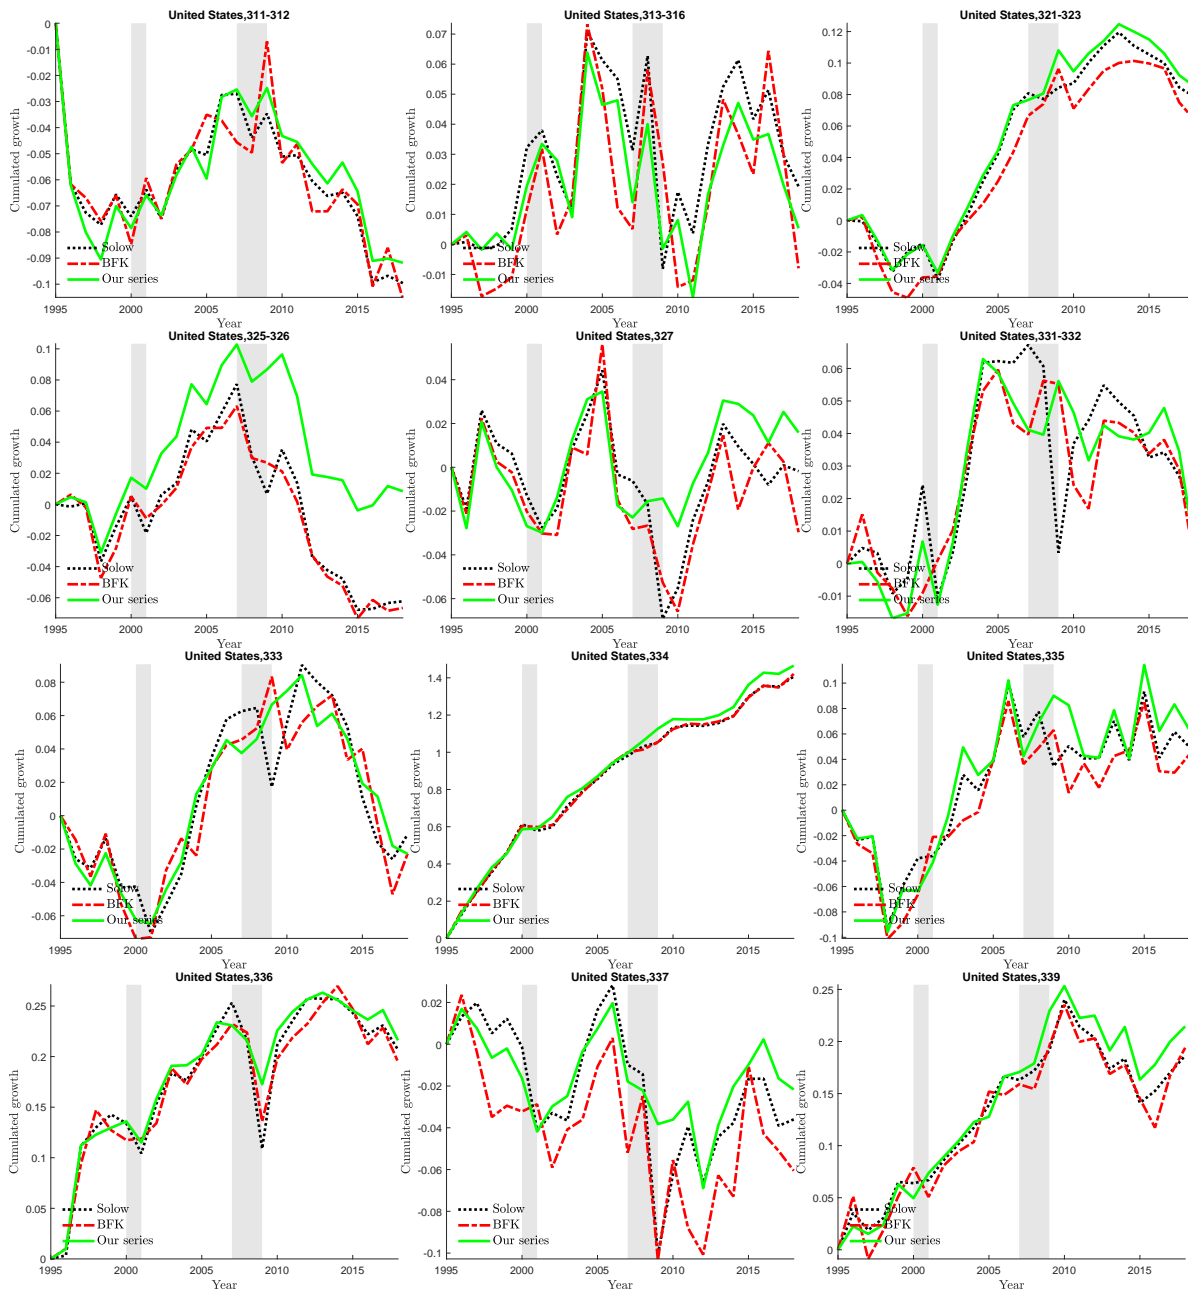 United States,311-312
0
-0.01
-0.02
-0.03
-0.04
-0.05
-0.06
-0.07
-0.08
-0.09
-0.1
Cumulated growth
Solow
BFK
Our series
1995 2000 2005 2010 2015
Year
United States,313-316
0.07
0.06
0.05
0.04
0.03
0.02
0.01
0
-0.01
Cumulated growth
Solow
BFK
Our series
1995 2000 2005 2010 2015
Year
United States,321-323
0.12
0.1
0.08
0.06
0.04
0.02
0
-0.02
-0.04
Cumulated growth
Solow
BFK
Our series
1995 2000 2005 2010 2015
Year
United States,325-326
0.1
0.08
0.06
0.04
0.02
0
-0.02
-0.04
-0.06
Cumulated growth
Solow
BFK
Our series
1995 2000 2005 2010 2015
Year
United States,327
0.04
0.02
0
-0.02
-0.04
-0.06
Cumulated growth
Solow
BFK
Our series
1995 2000 2005 2010 2015
Year
United States,331-332
0.06
0.05
0.04
0.03
0.02
0.01
0
-0.01
Cumulated growth
Solow
BFK
Our series
1995 2000 2005 2010 2015
Year
United States,333
0.08
0.06
0.04
0.02
0
-0.02
-0.04
-0.06
Cumulated growth
Solow
BFK
Our series
1995 2000 2005 2010 2015
Year
United States,334
1.4
1.2
1
0.8
0.6
0.4
0.2
0
Cumulated growth
Solow
BFK
Our series
1995 2000 2005 2010 2015
Year
United States,335
0.1
0.08
0.06
0.04
0.02
0
-0.02
-0.04
-0.06
-0.08
-0.1
Cumulated growth
Solow
BFK
Our series
1995 2000 2005 2010 2015
Year
United States,336
0.25
0.2
0.15
0.1
0.05
0
Cumulated growth
Solow
BFK
Our series
1995 2000 2005 2010 2015
Year
United States,337
0.02
0
-0.02
-0.04
-0.06
-0.08
-0.1
Cumulated growth
Solow
BFK
Our series
1995 2000 2005 2010 2015
Year
United States,339
0.25
0.2
0.15
0.1
0.05
0
Cumulated growth
Solow
BFK
Our series
1995 2000 2005 2010 2015
Year